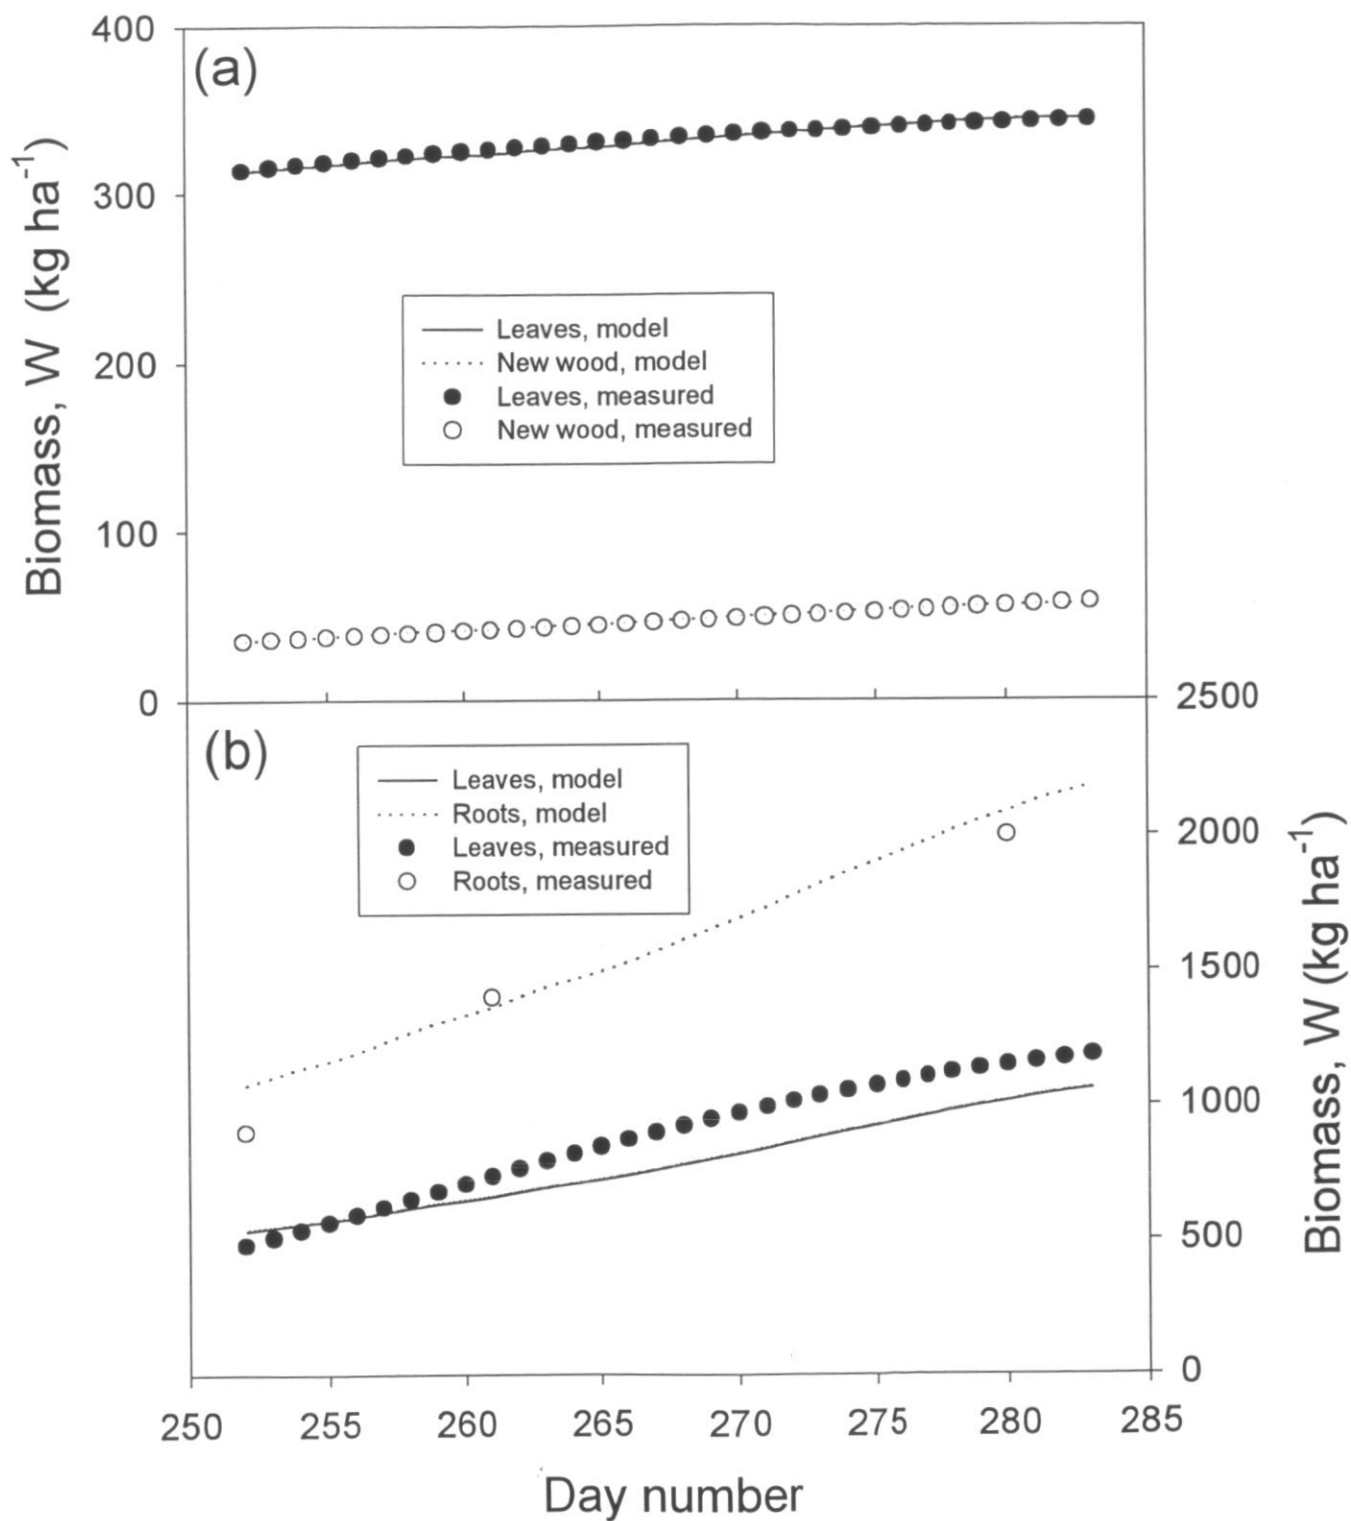 (a)
Biomass, W (kg ha-1)
400
300
200
100
0
Leaves, model
New wood, model
Leaves, measured
New wood, measured
(b)
Leaves, model
Roots, model
Leaves, measured
Roots, measured
2500
2000
1500
1000
500
0
Biomass, W (kg ha-1)
250 255 260 265 270 275 280 285
Day number